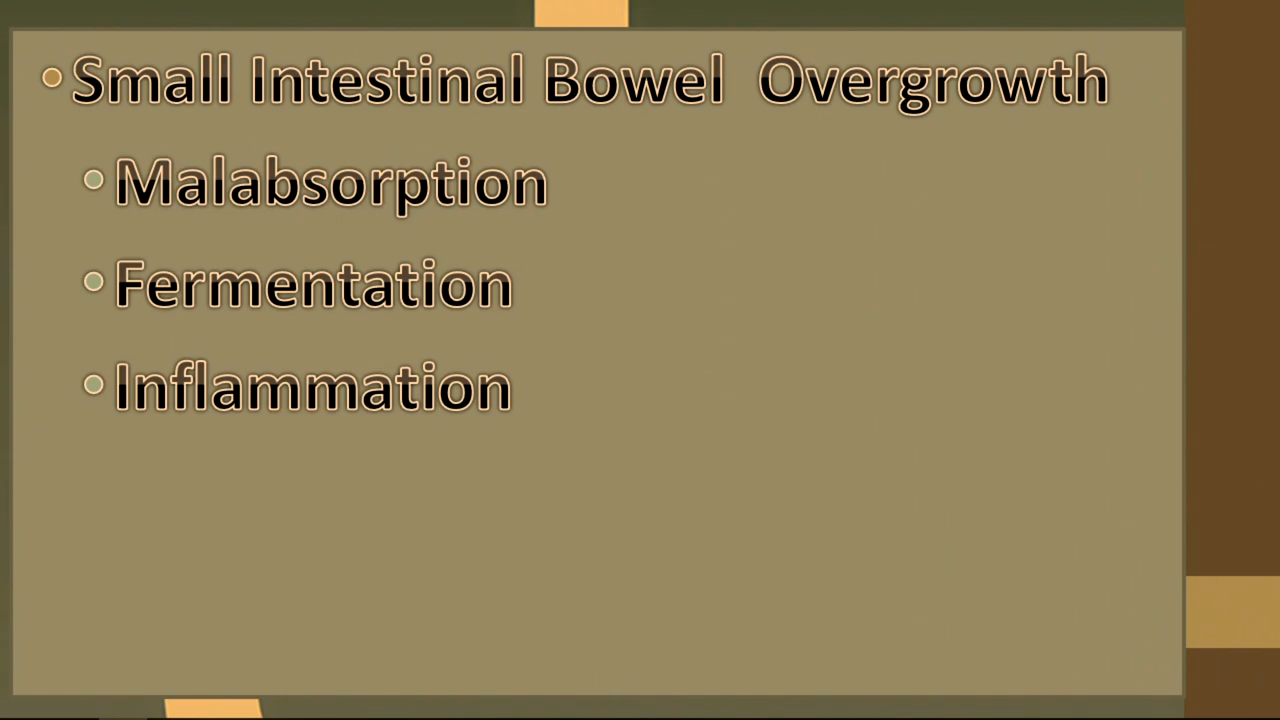 Small Intestinal Bowel  Overgrowth
Malabsorption
Fermentation
Inflammation